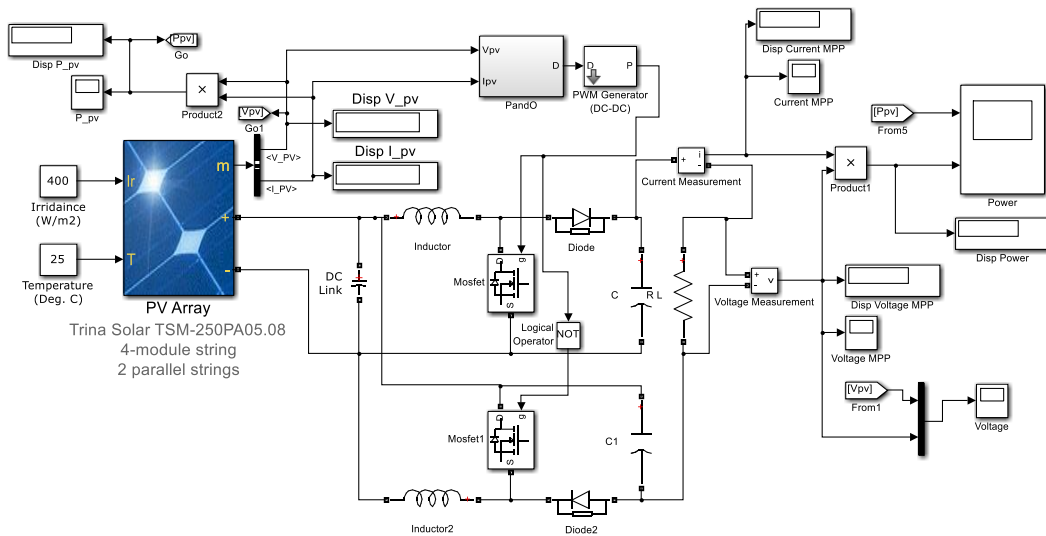 Disp P_pv
[Ppv]
Go
P_pv
×
Product2
[Vpv]
Go1
<V_PV>
<I_PV>
Disp V_pv
Disp I_pv
Vpv
Ipv
D
PandO
D
P
PWM Generator
(DC-DC)
Disp Current MPP
Current MPP
[Ppv]
From5
Power
400
Irridaince
(W/m2)
25
Temperature
(Deg. C)
Ir
T
m
+
-
PV Array
Trina Solar TSM-250PA05.08
4-module string
2 parallel strings
DC
Link
+
+
Inductor
Diode
D
g
S
Mosfet
Logical
Operator
NOT
+
C
+
R L
+
i
-
Current Measurement
×
Product1
Disp Power
+
-
v
Voltage Measurement
Disp Voltage MPP
Voltage MPP
[Vpv]
From1
Voltage
D
g
S
Mosfet1
+
C1
+
Inductor2
Diode2